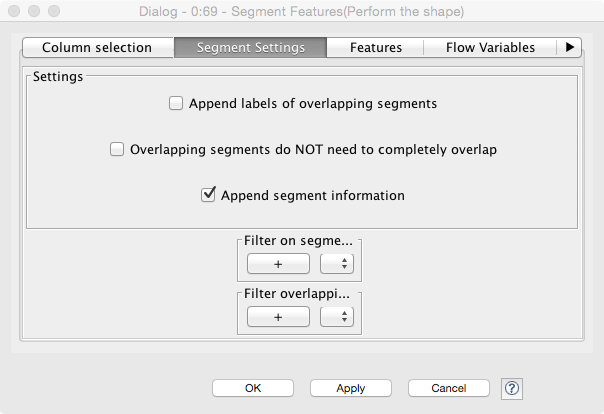 Dialog - 0:69 - Segment Features(Perform the shape)
Column selection Segment Settings Features Flow Variables
Settings
Append labels of overlapping segments
Overlapping segments do NOT need to completely overlap
Append segment information
Filter on segme...
+
Filter overlappi...
+
OK Apply Cancel ?